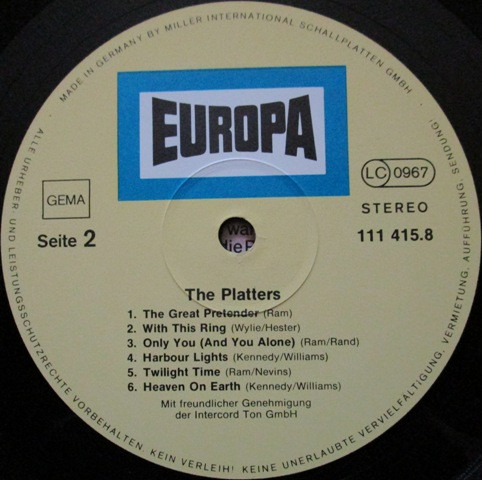 MADE IN GERMANY BY MILLER INTERNATIONAL SCHALLPLATTEN GMBH ·
ALLE URHEBER- UND LEISTUNGSSCHUTZRECHTE VORBEHALTEN. KEIN VERLEIH! KEINE UNERLAUBTE VERVIELFÄLTIGUNG, VERMIETUNG, AUFFÜHRUNG, SENDUNG! ·
EUROPA
GEMA
LC 0967
STEREO
Seite 2
111 415.8
die
The Platters
1. The Great Pretender (Ram)
2. With This Ring (Wylie/Hester)
3. Only You (And You Alone) (Ram/Rand)
4. Harbour Lights (Kennedy/Williams)
5. Twilight Time (Ram/Nevins)
6. Heaven On Earth (Kennedy/Williams)
Mit freundlicher Genehmigung
der Intercord Ton GmbH